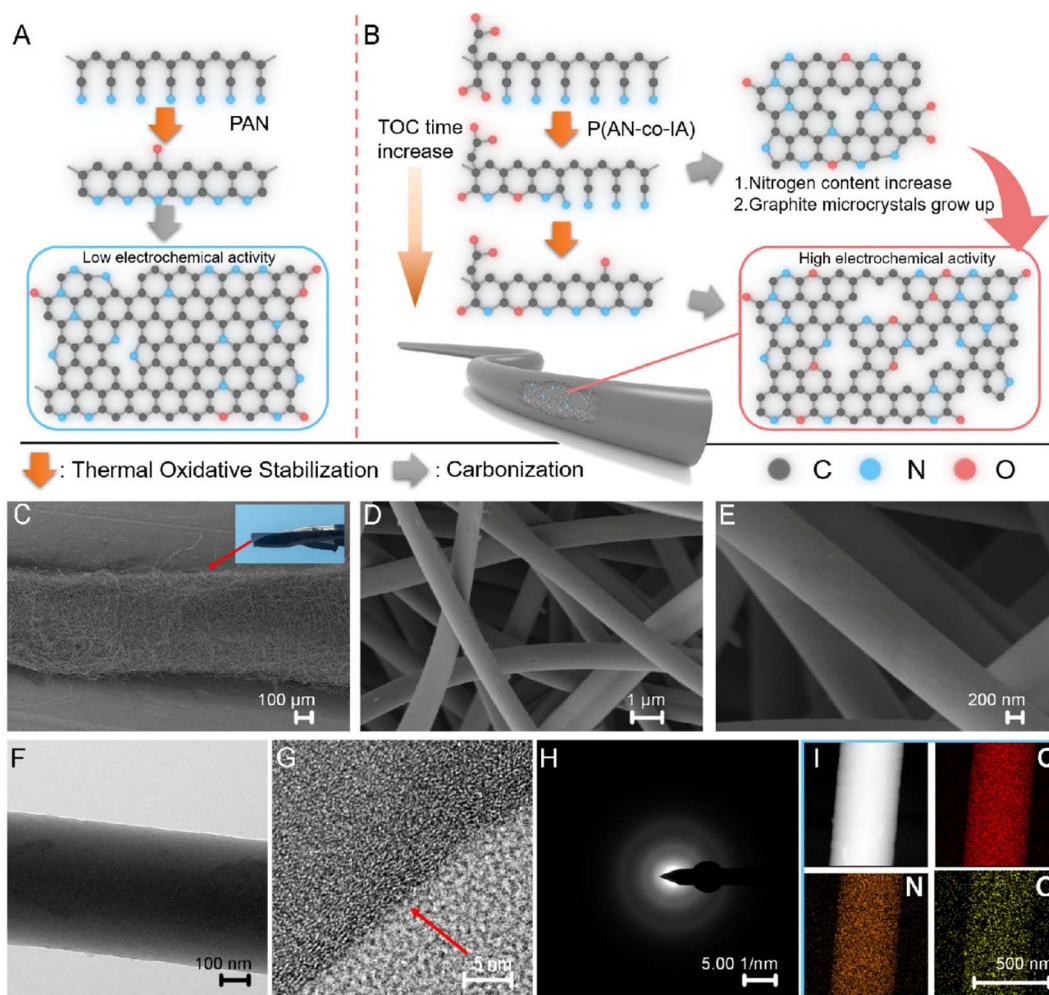 A
PAN
Low electrochemical activity
B
TOC time
increase
P(AN-co-IA)
1.Nitrogen content increase
2.Graphite microcrystals grow up
High electrochemical activity
: Thermal Oxidative Stabilization
: Carbonization
C
N
O
C
100 μm
D
1 μm
E
200 nm
F
100 nm
G
5 nm
H
5.00 1/nm
I
C
N
O
500 nm